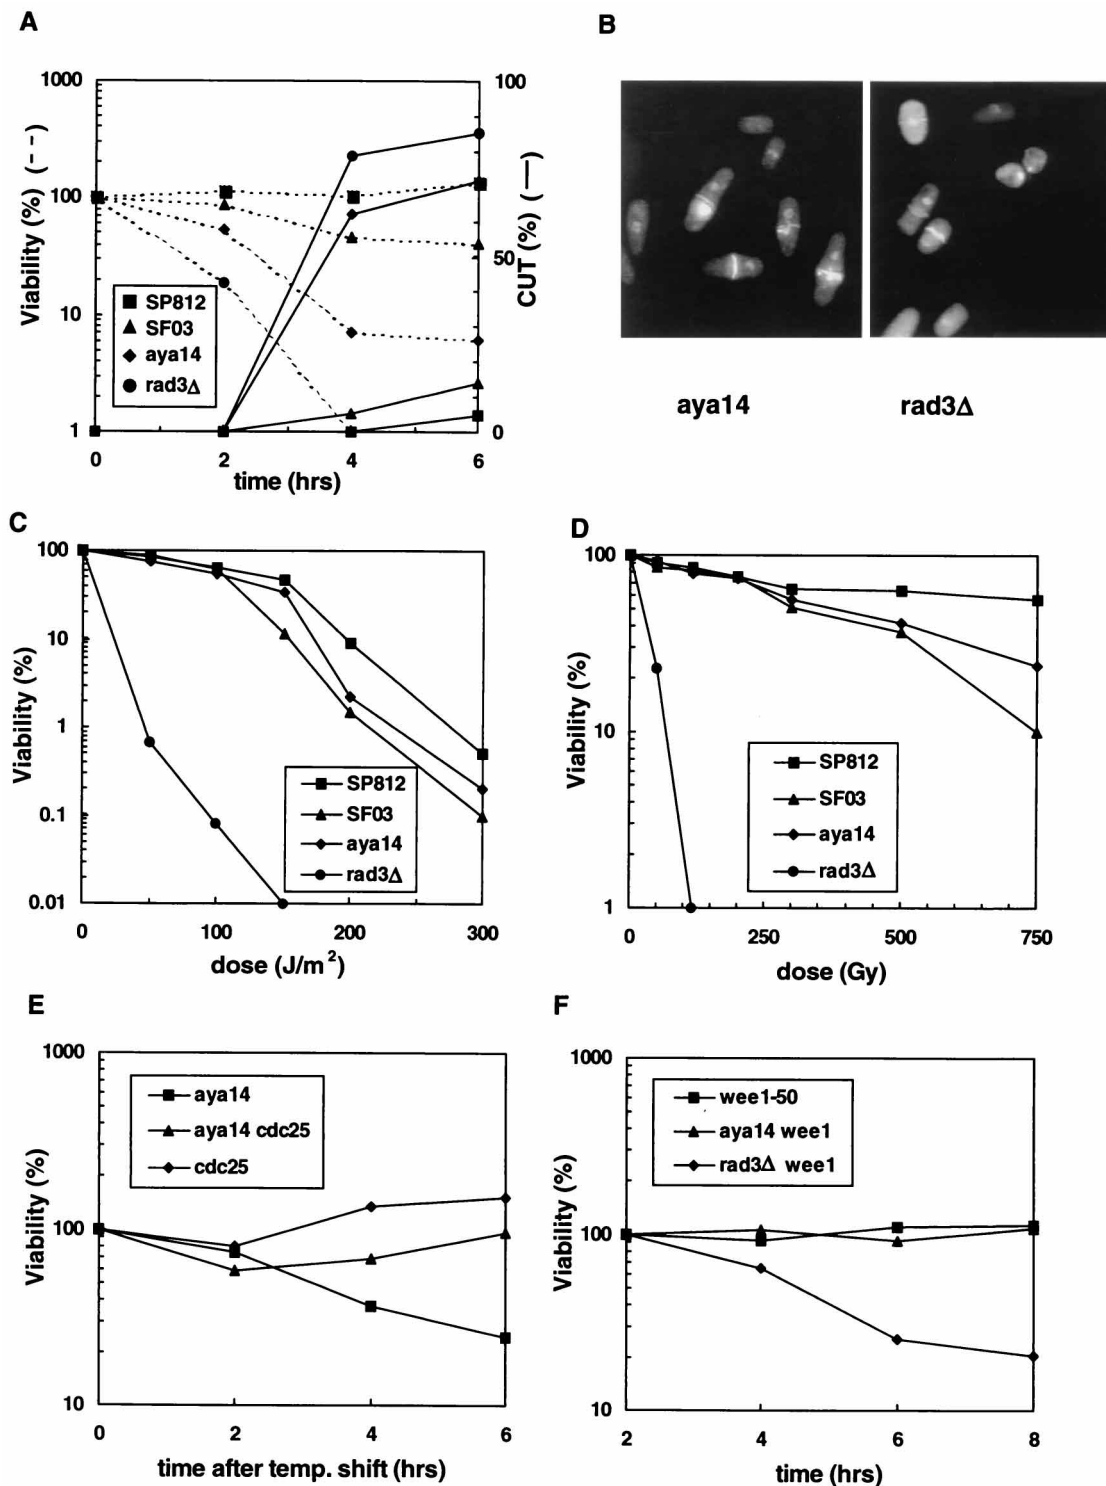 A
1000
100
10
1
Viability (%) (- -)
100
50
0
CUT (%) (—)
SP812
SF03
aya14
rad3Δ
0
2
4
6
time (hrs)
B
aya14
rad3Δ
C
100
10
1
0.1
0.01
Viability (%)
SP812
SF03
aya14
rad3Δ
0
100
200
300
dose (J/m²)
D
100
10
1
Viability (%)
SP812
SF03
aya14
rad3Δ
0
250
500
750
dose (Gy)
E
1000
100
10
Viability (%)
aya14
aya14 cdc25
cdc25
0
2
4
6
time after temp. shift (hrs)
F
1000
100
10
Viability (%)
wee1-50
aya14 wee1
rad3Δ wee1
2
4
6
8
time (hrs)